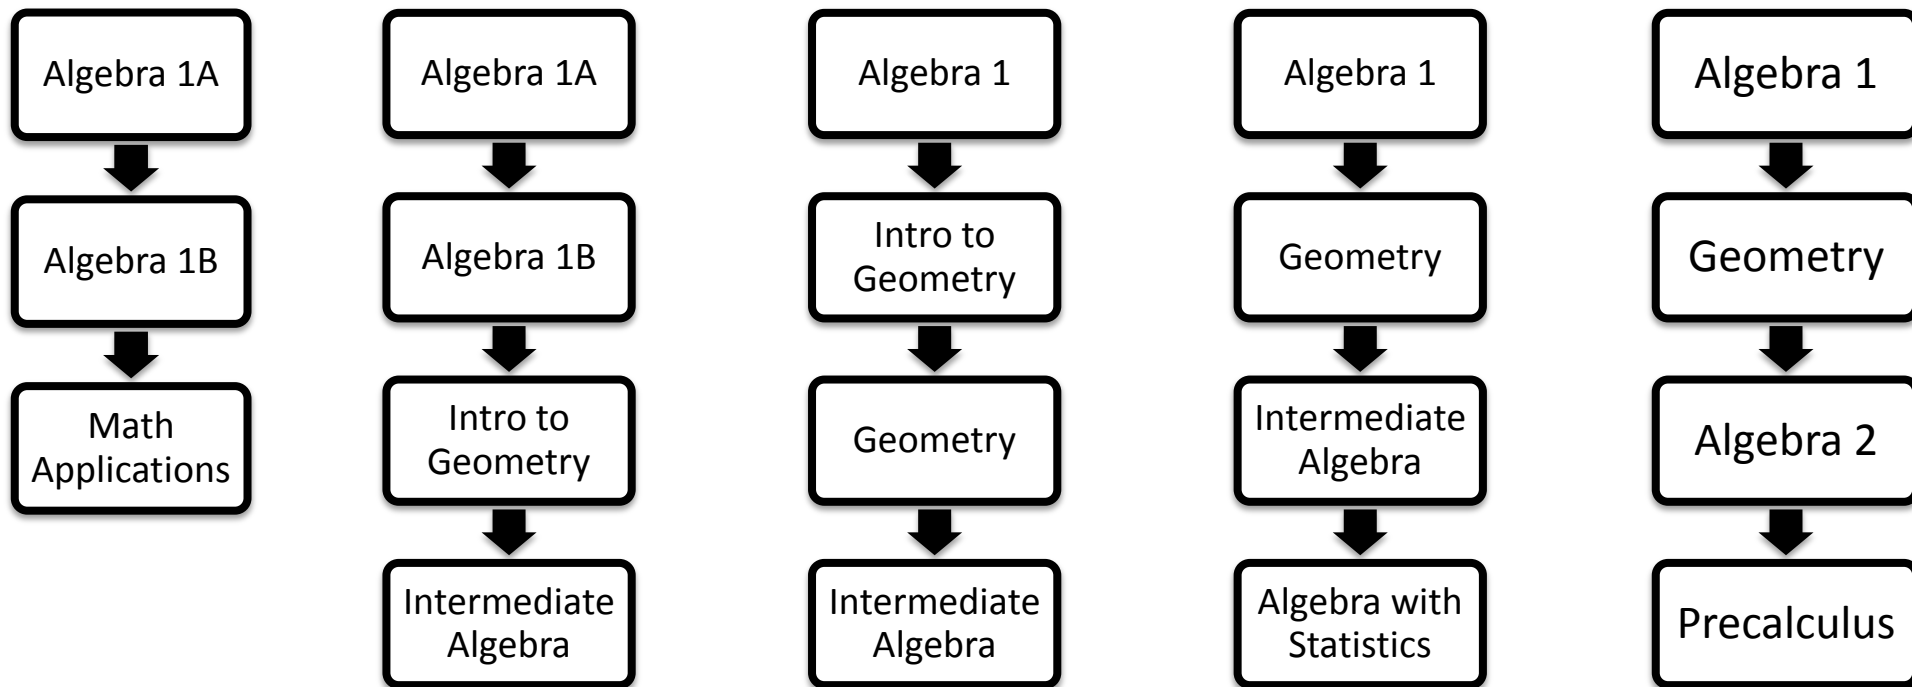 Algebra 1A
Algebra 1B
Math
Applications
Algebra 1A
Algebra 1B
Intro to
Geometry
Intermediate
Algebra
Algebra 1
Intro to
Geometry
Geometry
Intermediate
Algebra
Algebra 1
Geometry
Intermediate
Algebra
Algebra with
Statistics
Algebra 1
Geometry
Algebra 2
Precalculus